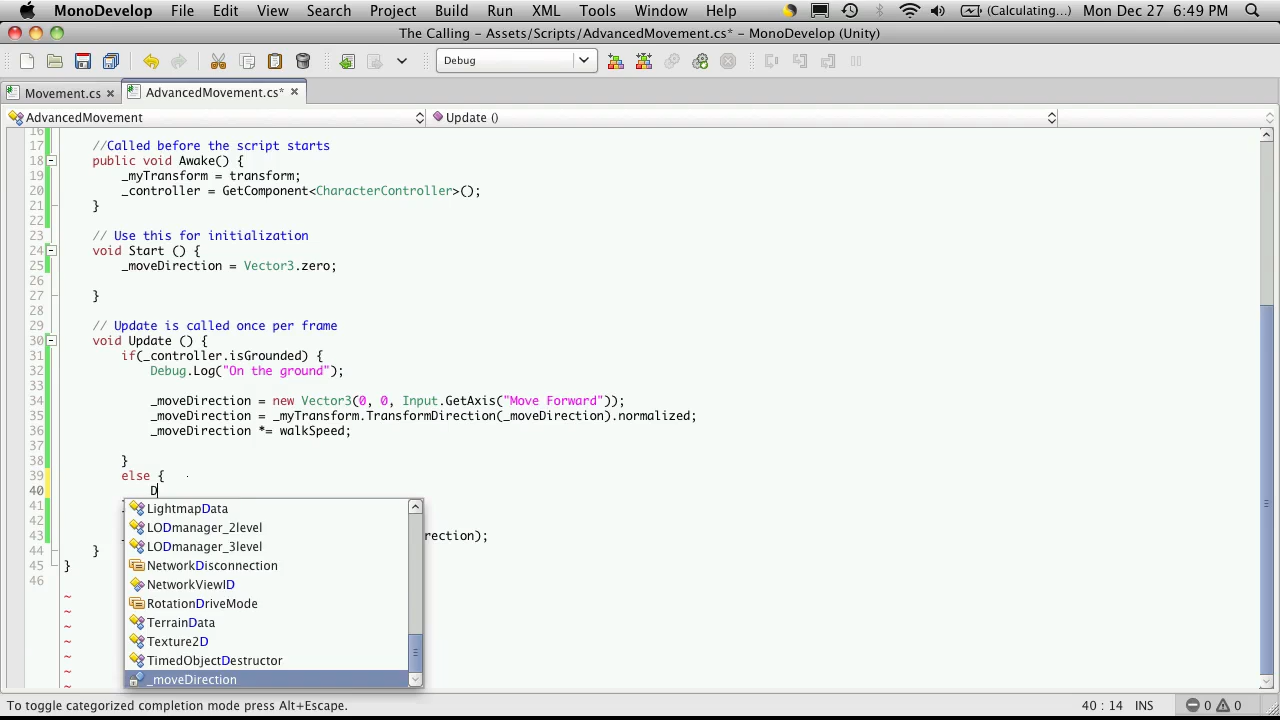 MonoDevelop File Edit View Search Project Build Run XML Tools Window Help (Calculating...) Mon Dec 27 6:49 PM
The Calling - Assets/Scripts/AdvancedMovement.cs* - MonoDevelop (Unity)
Debug
Movement.cs × AdvancedMovement.cs* ×
AdvancedMovement Update ()
16
17 //Called before the script starts
18 public void Awake() {
19 _myTransform = transform;
20 _controller = GetComponent<CharacterController>();
21 }
22
23 // Use this for initialization
24 void Start () {
25 _moveDirection = Vector3.zero;
26
27 }
28
29 // Update is called once per frame
30 void Update () {
31 if(_controller.isGrounded) {
32 Debug.Log("On the ground");
33
34 _moveDirection = new Vector3(0, 0, Input.GetAxis("Move Forward"));
35 _moveDirection = _myTransform.TransformDirection(_moveDirection).normalized;
36 _moveDirection *= walkSpeed;
37
38 }
39 else {
40 D
41
42
43 rection);
44 }
45 }
46
LightmapData
LODmanager_2level
LODmanager_3level
NetworkDisconnection
NetworkViewID
RotationDriveMode
TerrainData
Texture2D
TimedObjectDestructor
_moveDirection
~
~
~
~
~
~
~
To toggle categorized completion mode press Alt+Escape. 40 : 14 INS 0 0